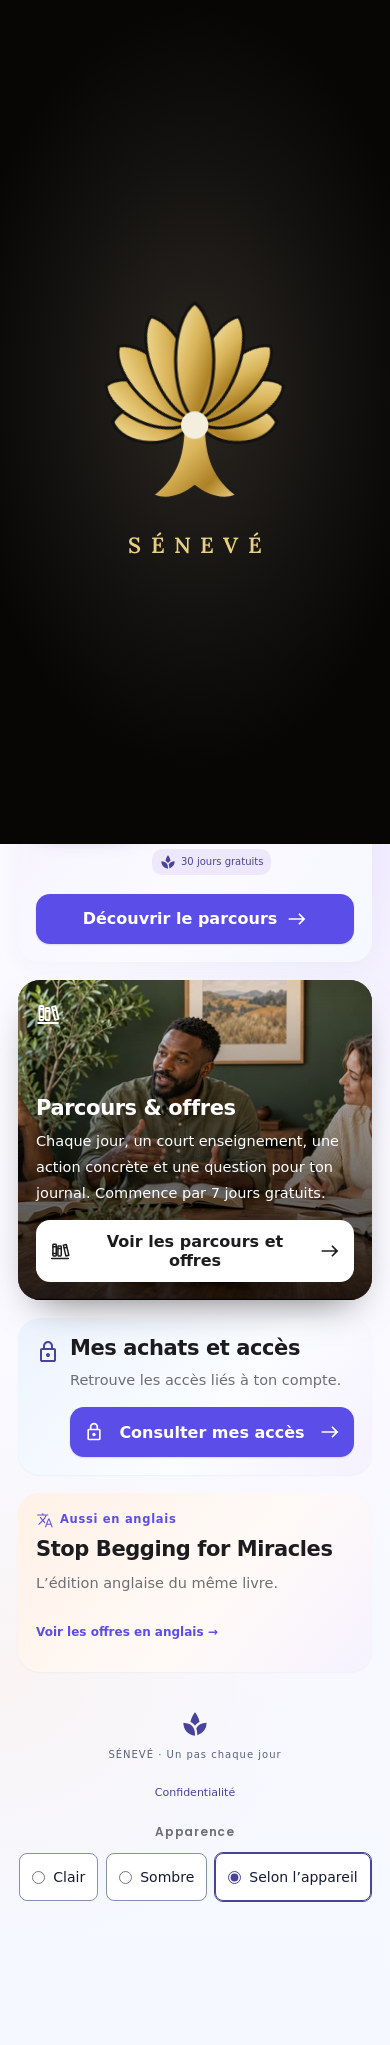 SÉNEVÉ
30 jours gratuits
Découvrir le parcours →
Parcours & offres
Chaque jour, un court enseignement, une
action concrète et une question pour ton
journal. Commence par 7 jours gratuits.
Voir les parcours et
offres →
Mes achats et accès
Retrouve les accès liés à ton compte.
Consulter mes accès →
Aussi en anglais
Stop Begging for Miracles
L’édition anglaise du même livre.
Voir les offres en anglais →
SÉNEVÉ · Un pas chaque jour
Confidentialité
Apparence
Clair
Sombre
Selon l’appareil